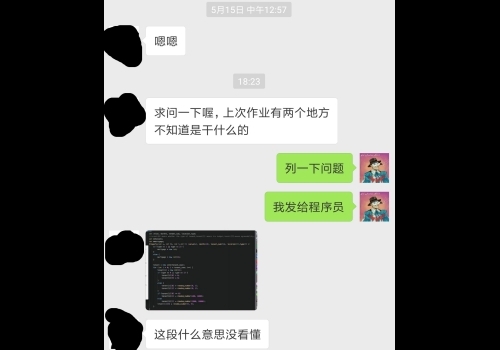 5月15日 中午12:57
嗯嗯
18:23
求问一下喔，上次作业有两个地方
不知道是干什么的
列一下问题
我发给程序员
这段什么意思没看懂